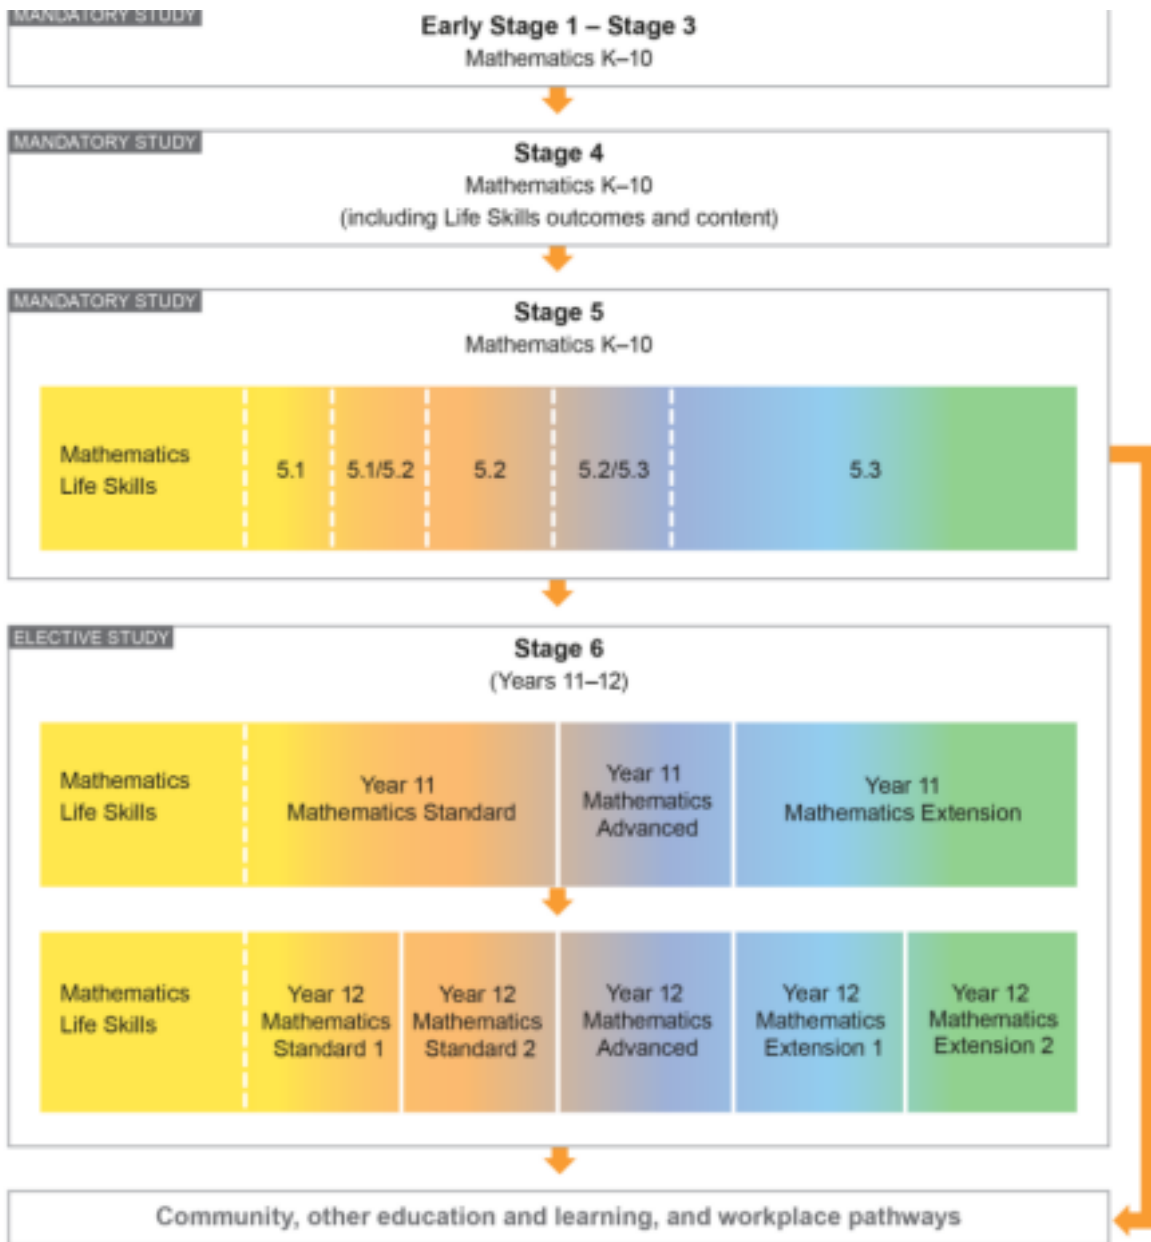 MANDATORY STUDY
Early Stage 1 – Stage 3
Mathematics K–10
MANDATORY STUDY
Stage 4
Mathematics K–10
(including Life Skills outcomes and content)
MANDATORY STUDY
Stage 5
Mathematics K–10
Mathematics
Life Skills
5.1
5.1/5.2
5.2
5.2/5.3
5.3
ELECTIVE STUDY
Stage 6
(Years 11–12)
Mathematics
Life Skills
Year 11
Mathematics Standard
Year 11
Mathematics
Advanced
Year 11
Mathematics Extension
Mathematics
Life Skills
Year 12
Mathematics
Standard 1
Year 12
Mathematics
Standard 2
Year 12
Mathematics
Advanced
Year 12
Mathematics
Extension 1
Year 12
Mathematics
Extension 2
Community, other education and learning, and workplace pathways